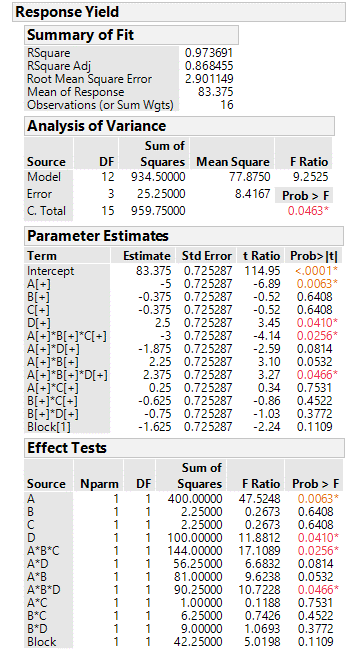 Response Yield
Summary of Fit
RSquare 0.973691
RSquare Adj 0.868455
Root Mean Square Error 2.901149
Mean of Response 83.375
Observations (or Sum Wgts) 16
Analysis of Variance
Sum of
Source DF Squares Mean Square F Ratio
Model 12 934.50000 77.8750 9.2525
Error 3 25.25000 8.4167 Prob > F
C. Total 15 959.75000 0.0463*
Parameter Estimates
Term Estimate Std Error t Ratio Prob>|t|
Intercept 83.375 0.725287 114.95 <.0001*
A[+] -5 0.725287 -6.89 0.0063*
B[+] -0.375 0.725287 -0.52 0.6408
C[+] -0.375 0.725287 -0.52 0.6408
D[+] 2.5 0.725287 3.45 0.0410*
A[+]*B[+]*C[+] -3 0.725287 -4.14 0.0256*
A[+]*D[+] -1.875 0.725287 -2.59 0.0814
A[+]*B[+] 2.25 0.725287 3.10 0.0532
A[+]*B[+]*D[+] 2.375 0.725287 3.27 0.0466*
A[+]*C[+] 0.25 0.725287 0.34 0.7531
B[+]*C[+] -0.625 0.725287 -0.86 0.4522
B[+]*D[+] -0.75 0.725287 -1.03 0.3772
Block[1] -1.625 0.725287 -2.24 0.1109
Effect Tests
Sum of
Source Nparm DF Squares F Ratio Prob > F
A 1 1 400.00000 47.5248 0.0063*
B 1 1 2.25000 0.2673 0.6408
C 1 1 2.25000 0.2673 0.6408
D 1 1 100.00000 11.8812 0.0410*
A*B*C 1 1 144.00000 17.1089 0.0256*
A*D 1 1 56.25000 6.6832 0.0814
A*B 1 1 81.00000 9.6238 0.0532
A*B*D 1 1 90.25000 10.7228 0.0466*
A*C 1 1 1.00000 0.1188 0.7531
B*C 1 1 6.25000 0.7426 0.4522
B*D 1 1 9.00000 1.0693 0.3772
Block 1 1 42.25000 5.0198 0.1109